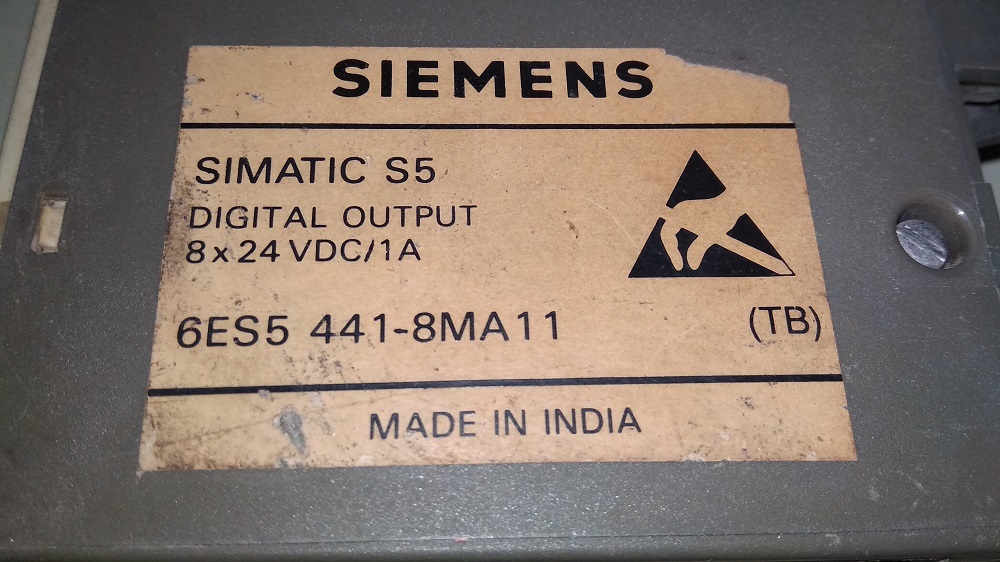 SIEMENS
SIMATIC S5
DIGITAL OUTPUT
8 x 24 VDC/1A
6ES5 441-8MA11 (TB)
MADE IN INDIA